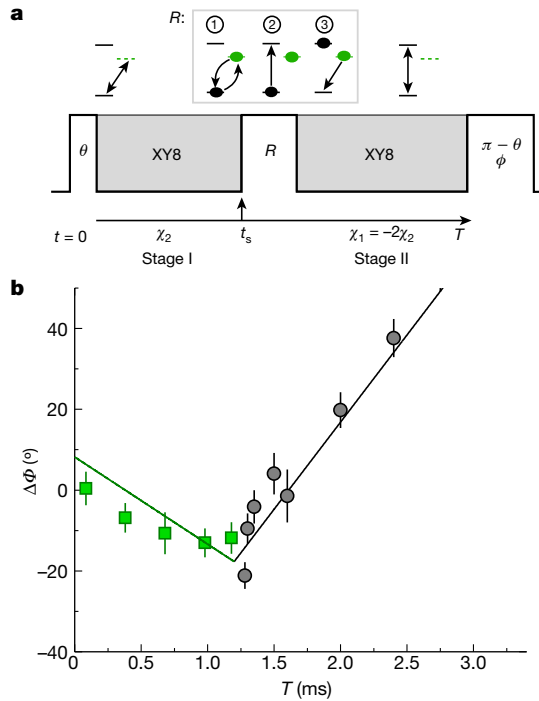 a
R:
1 2 3
θ XY8 R XY8 π − θ
ϕ
t = 0 χ₂ tₛ χ₁ = −2χ₂ T
Stage I Stage II
b
40
20
0
−20
−40
ΔΦ (°)
0 0.5 1.0 1.5 2.0 2.5 3.0
T (ms)